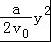 a
2v₀ y²